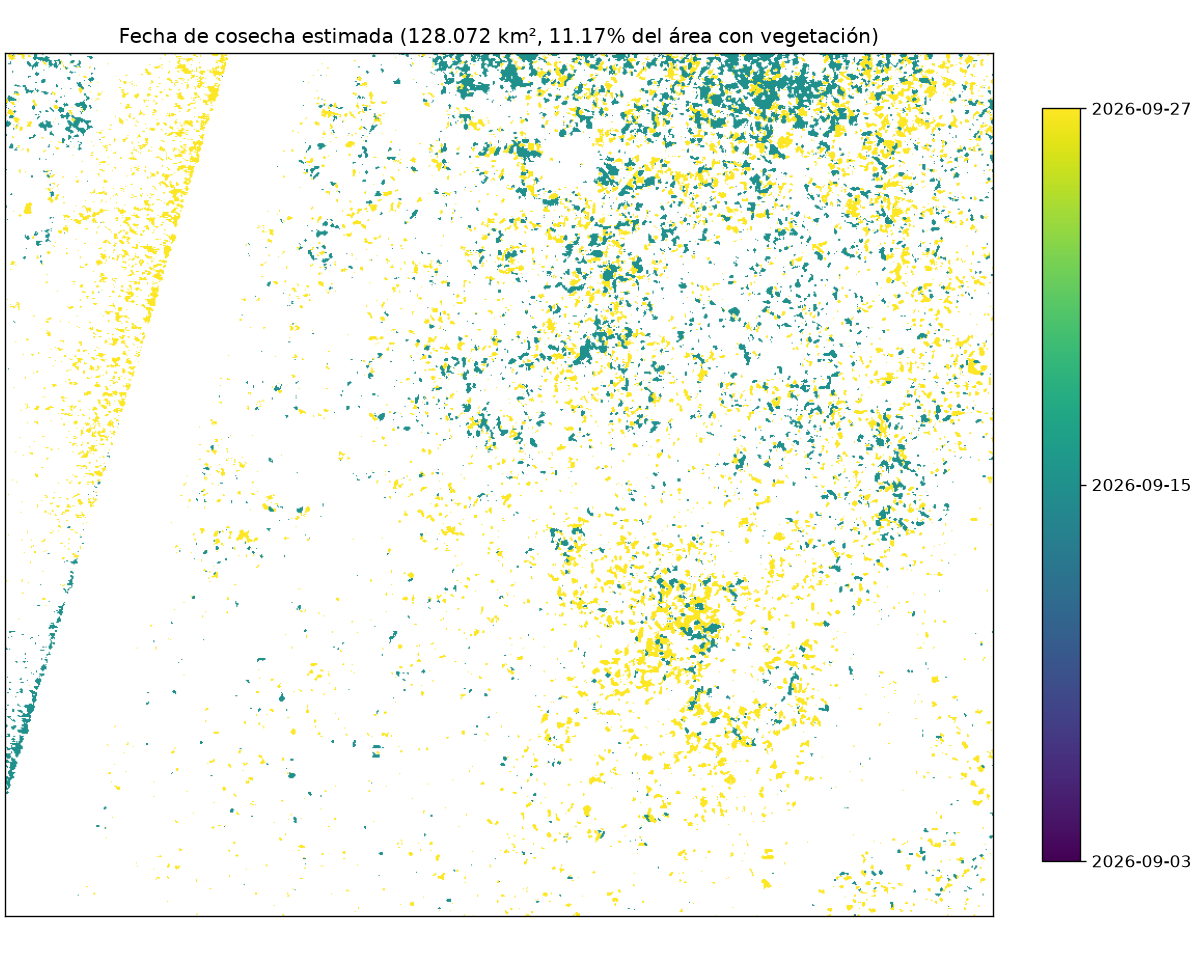 Fecha de cosecha estimada (128.072 km², 11.17% del área con vegetación)
2026-09-27
2026-09-15
2026-09-03